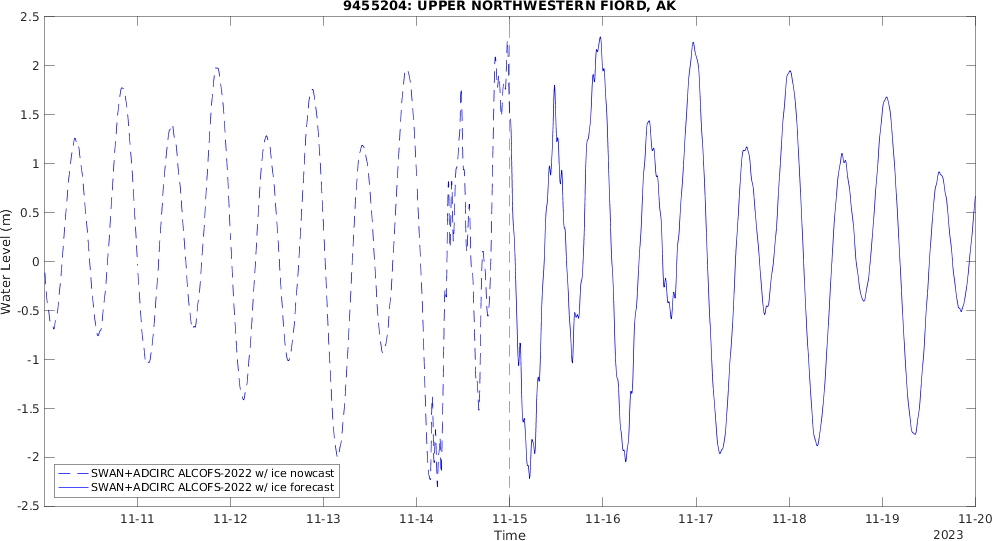 9455204: UPPER NORTHWESTERN FIORD, AK
2.5
2
1.5
1
0.5
0
-0.5
-1
-1.5
-2
-2.5
Water Level (m)
SWAN+ADCIRC ALCOFS-2022 w/ ice nowcast
SWAN+ADCIRC ALCOFS-2022 w/ ice forecast
11-11 11-12 11-13 11-14 11-15 11-16 11-17 11-18 11-19 11-20
Time
2023